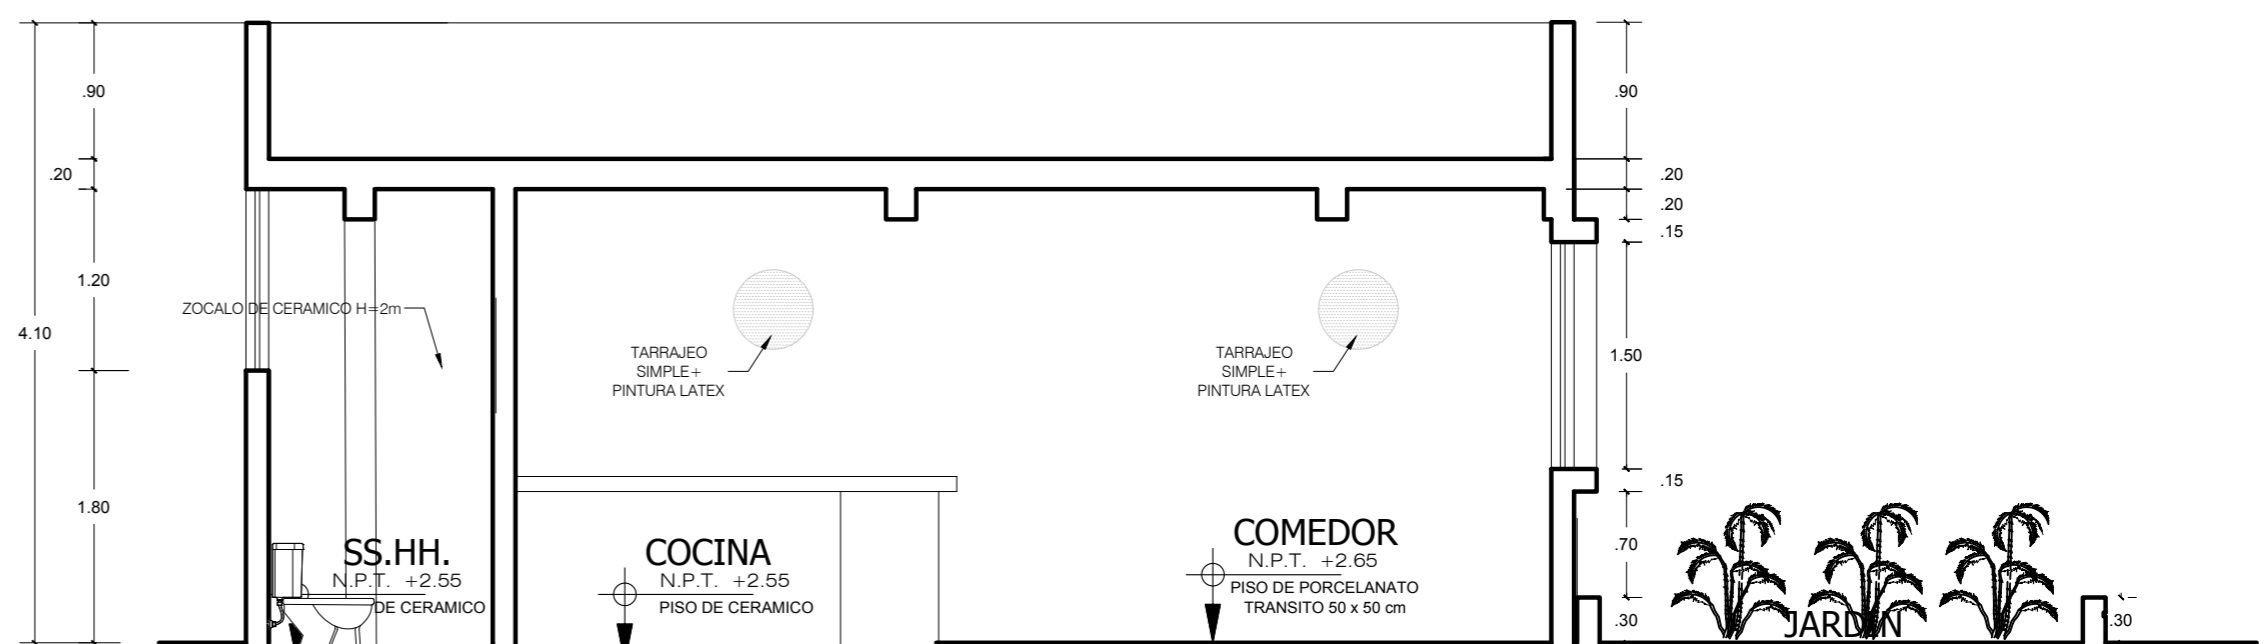 .90
.90
.20
.20
.20
.15
1.20
ZOCALO DE CERAMICO H=2m
4.10
TARRAJEO
SIMPLE+
PINTURA LATEX
TARRAJEO
SIMPLE+
PINTURA LATEX
1.50
.15
1.80
SS.HH.
N.P.T. +2.55
DE CERAMICO
COCINA
N.P.T. +2.55
PISO DE CERAMICO
COMEDOR
N.P.T. +2.65
PISO DE PORCELANATO
TRANSITO 50 x 50 cm
.70
.30
JARDIN
.30